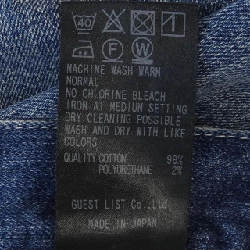 40
F W
MACHINE WASH WARM
NORVAL
NO CHLORINE BLEACH
IRON AT MEDIUM SETTING
DRY CLEANING POSSIBLE
WASH AND DRY WITH LIKE
COLORS
QUALITY COTTON 98%
POLYURETHANE 2%
GUEST LIST Co.,Ltd
MADE IN JAPAN